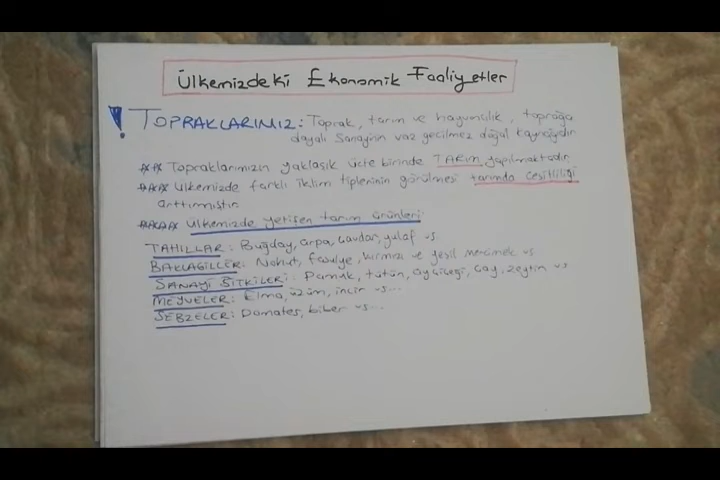 Ülkemizdeki Ekonomik Faaliyetler
! TOPRAKLARIMIZ: Toprak, tarım ve hayvancılık, toprağa
dayalı sanayinin vaz geçilmez doğal kaynağıdır.
*** Topraklarımızın yaklaşık üçte birinde TARIM yapılmaktadır.
*** Ülkemizde farklı iklim tiplerinin görülmesi tarımda çeşitliliği
arttırmıştır.
**** Ülkemizde yetişen tarım ürünleri:
TAHILLAR: Buğday, arpa, çavdar, yulaf vs.
BAKLAGİLLER: Nohut, fasulye, kırmızı ve yeşil mercimek vs
SANAYİ BİTKİLERİ: Pamuk, tütün, ayçiçeği, çay, zeytin vs
MEYVELER: Elma, üzüm, incir vs...
SEBZELER: Domates, biber vs...